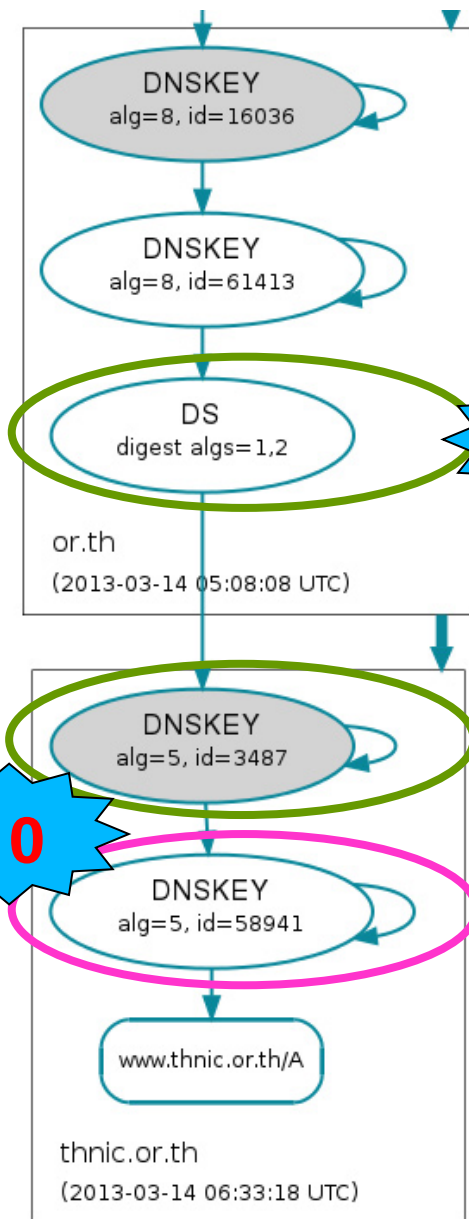 DNSKEY
alg=8, id=16036
DNSKEY
alg=8, id=61413
DS
digest algs=1,2
or.th
(2013-03-14 05:08:08 UTC)
DNSKEY
alg=5, id=3487
0
DNSKEY
alg=5, id=58941
www.thnic.or.th/A
thnic.or.th
(2013-03-14 06:33:18 UTC)